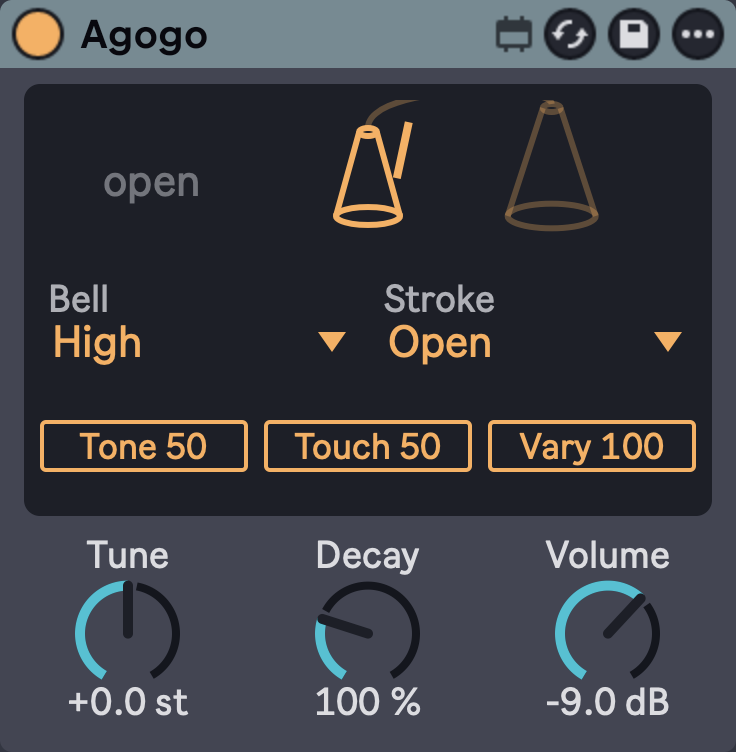 Agogo
open
Bell
Stroke
High
Open
Tone 50
Touch 50
Vary 100
Tune
Decay
Volume
+0.0 st
100 %
-9.0 dB